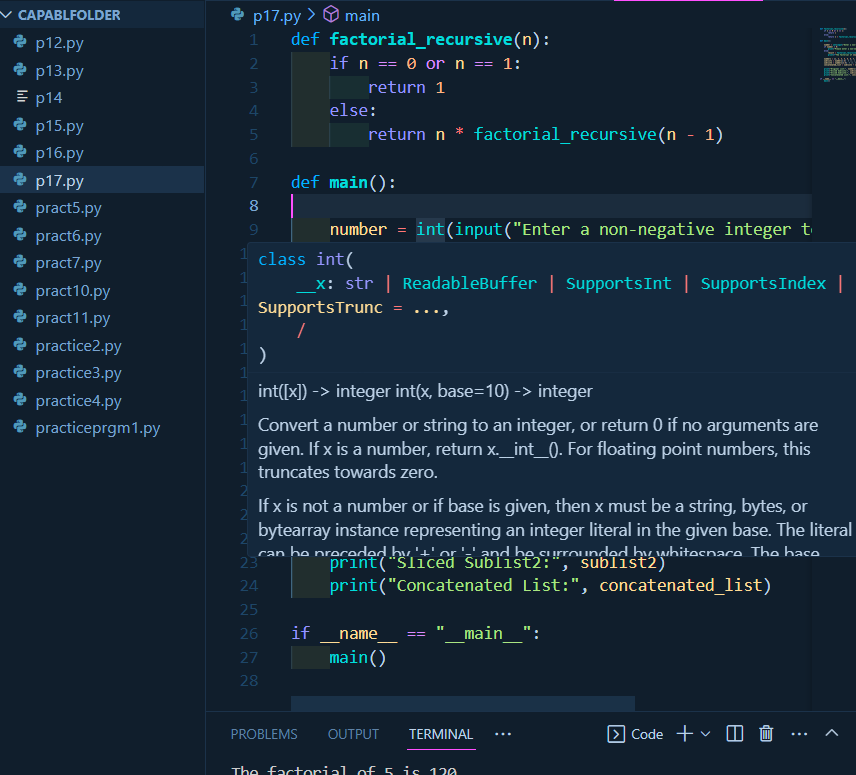 CAPABLFOLDER
p12.py
p13.py
p14
p15.py
p16.py
p17.py
pract5.py
pract6.py
pract7.py
pract10.py
pract11.py
practice2.py
practice3.py
practice4.py
practiceprgm1.py
p17.py > main
1 def factorial_recursive(n):
2 if n == 0 or n == 1:
3 return 1
4 else:
5 return n * factorial_recursive(n - 1)
6
7 def main():
8
9 number = int(input("Enter a non-negative integer t
class int(
__x: str | ReadableBuffer | SupportsInt | SupportsIndex |
SupportsTrunc = ...,
/
)
int([x]) -> integer int(x, base=10) -> integer
Convert a number or string to an integer, or return 0 if no arguments are
given. If x is a number, return x.__int__(). For floating point numbers, this
truncates towards zero.
If x is not a number or if base is given, then x must be a string, bytes, or
bytearray instance representing an integer literal in the given base. The literal
can be preceded by '+' or '-' and be surrounded by whitespace. The base
23 print("Sliced Sublist2:", sublist2)
24 print("Concatenated List:", concatenated_list)
25
26 if __name__ == "__main__":
27 main()
28
PROBLEMS OUTPUT TERMINAL ··· Code
The factorial of 5 is 120